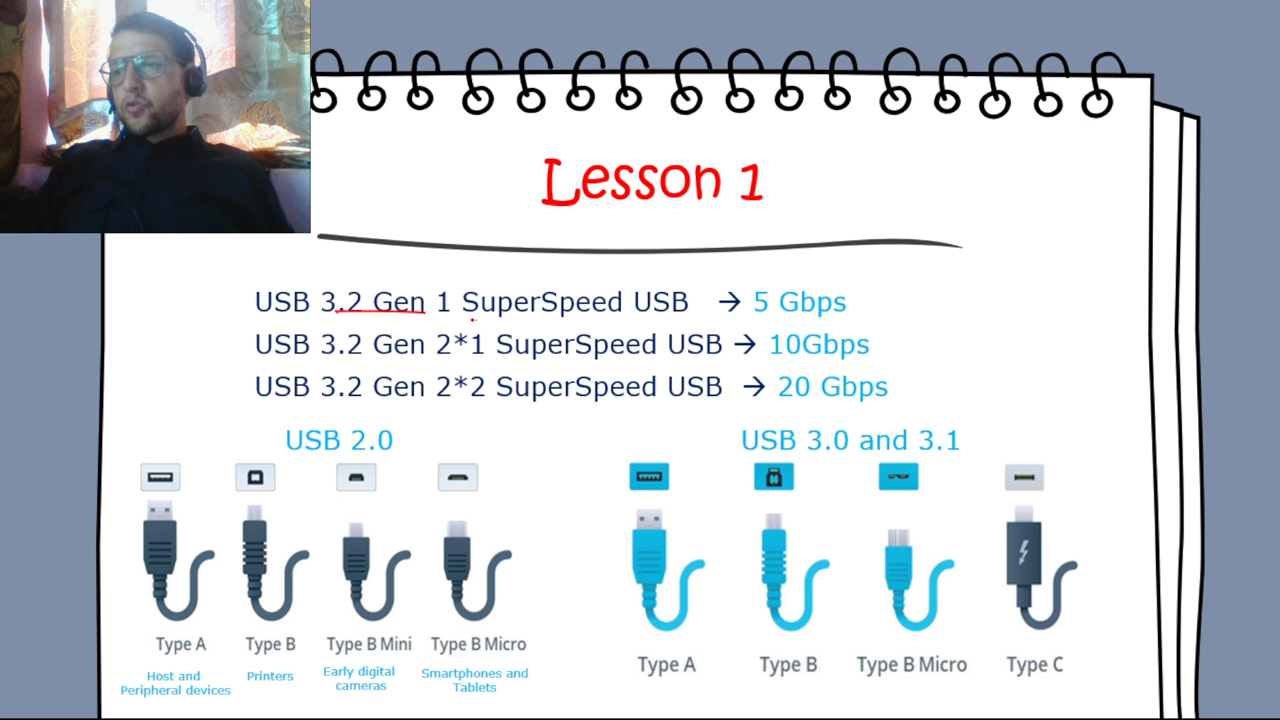 Lesson 1
USB 3.2 Gen 1 SuperSpeed USB → 5 Gbps
USB 3.2 Gen 2*1 SuperSpeed USB → 10Gbps
USB 3.2 Gen 2*2 SuperSpeed USB → 20 Gbps
USB 2.0
USB 3.0 and 3.1
Type A
Type B
Type B Mini
Type B Micro
Host and
Peripheral devices
Printers
Early digital
cameras
Smartphones and
Tablets
Type A
Type B
Type B Micro
Type C